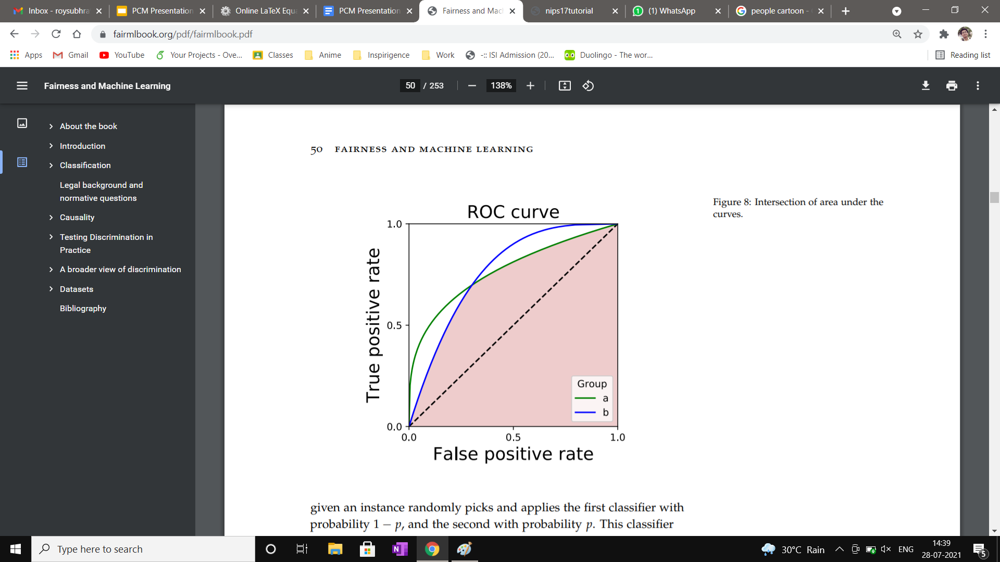 Inbox - roysubhra
PCM Presentation
Online LaTeX Equa
PCM Presentation
Fairness and Mach
nips17tutorial
(1) WhatsApp
people cartoon -
fairmlbook.org/pdf/fairmlbook.pdf
Apps
Gmail
YouTube
Your Projects - Ove...
Classes
Anime
Inspirigence
Work
-:: ISI Admission (20...
Duolingo - The wor...
Reading list
Fairness and Machine Learning
50 / 253
138%
About the book
Introduction
Classification
Legal background and
normative questions
Causality
Testing Discrimination in
Practice
A broader view of discrimination
Datasets
Bibliography
50 FAIRNESS AND MACHINE LEARNING
Figure 8: Intersection of area under the
curves.
ROC curve
1.0
0.5
0.0
True positive rate
Group
a
b
0.0 0.5 1.0
False positive rate
given an instance randomly picks and applies the first classifier with
probability 1 − p, and the second with probability p. This classifier
Type here to search
N
30°C Rain
ENG
14:39
28-07-2021
5